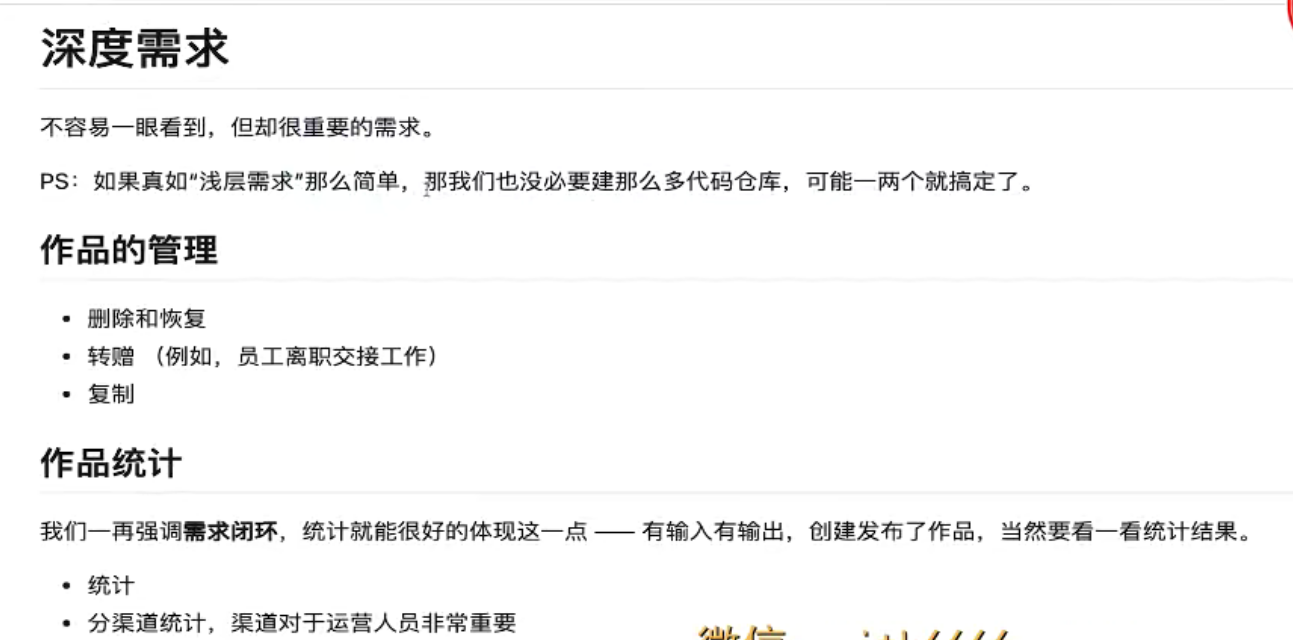 深度需求
不容易一眼看到，但却很重要的需求。
PS：如果真如“浅层需求”那么简单，那我们也没必要建那么多代码仓库，可能一两个就搞定了。
作品的管理
• 删除和恢复
• 转赠 （例如，员工离职交接工作）
• 复制
作品统计
我们一再强调需求闭环，统计就能很好的体现这一点 —— 有输入有输出，创建发布了作品，当然要看一看统计结果。
• 统计
• 分渠道统计，渠道对于运营人员非常重要
微信